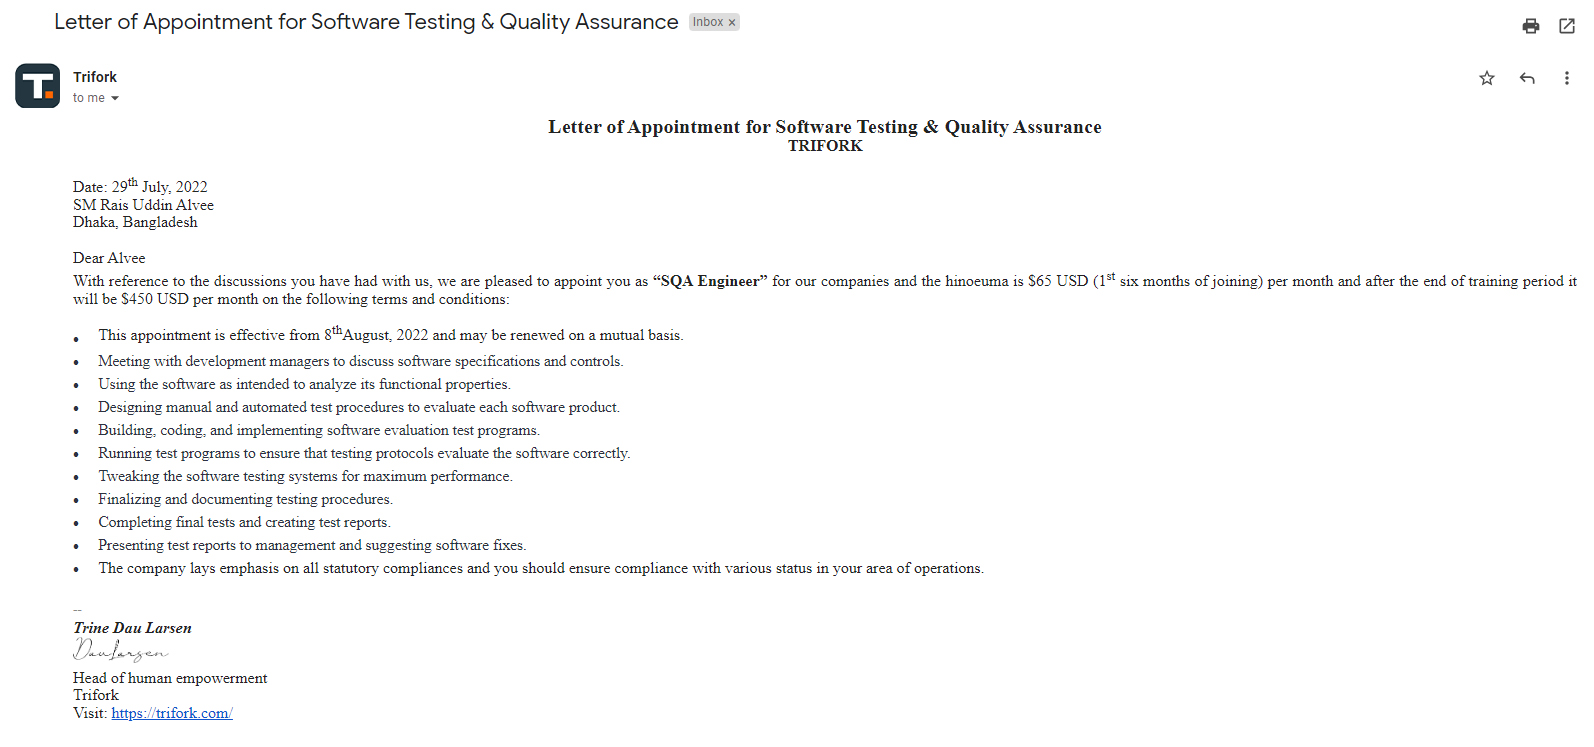 Letter of Appointment for Software Testing & Quality Assurance Inbox x
T.
Trifork
to me
Letter of Appointment for Software Testing & Quality Assurance
TRIFORK
Date: 29th July, 2022
SM Rais Uddin Alvee
Dhaka, Bangladesh
Dear Alvee
With reference to the discussions you have had with us, we are pleased to appoint you as “SQA Engineer” for our companies and the hinoeuma is $65 USD (1st six months of joining) per month and after the end of training period it
will be $450 USD per month on the following terms and conditions:
• This appointment is effective from 8thAugust, 2022 and may be renewed on a mutual basis.
• Meeting with development managers to discuss software specifications and controls.
• Using the software as intended to analyze its functional properties.
• Designing manual and automated test procedures to evaluate each software product.
• Building, coding, and implementing software evaluation test programs.
• Running test programs to ensure that testing protocols evaluate the software correctly.
• Tweaking the software testing systems for maximum performance.
• Finalizing and documenting testing procedures.
• Completing final tests and creating test reports.
• Presenting test reports to management and suggesting software fixes.
• The company lays emphasis on all statutory compliances and you should ensure compliance with various status in your area of operations.
--
Trine Dau Larsen
DauLarsen
Head of human empowerment
Trifork
Visit: https://trifork.com/